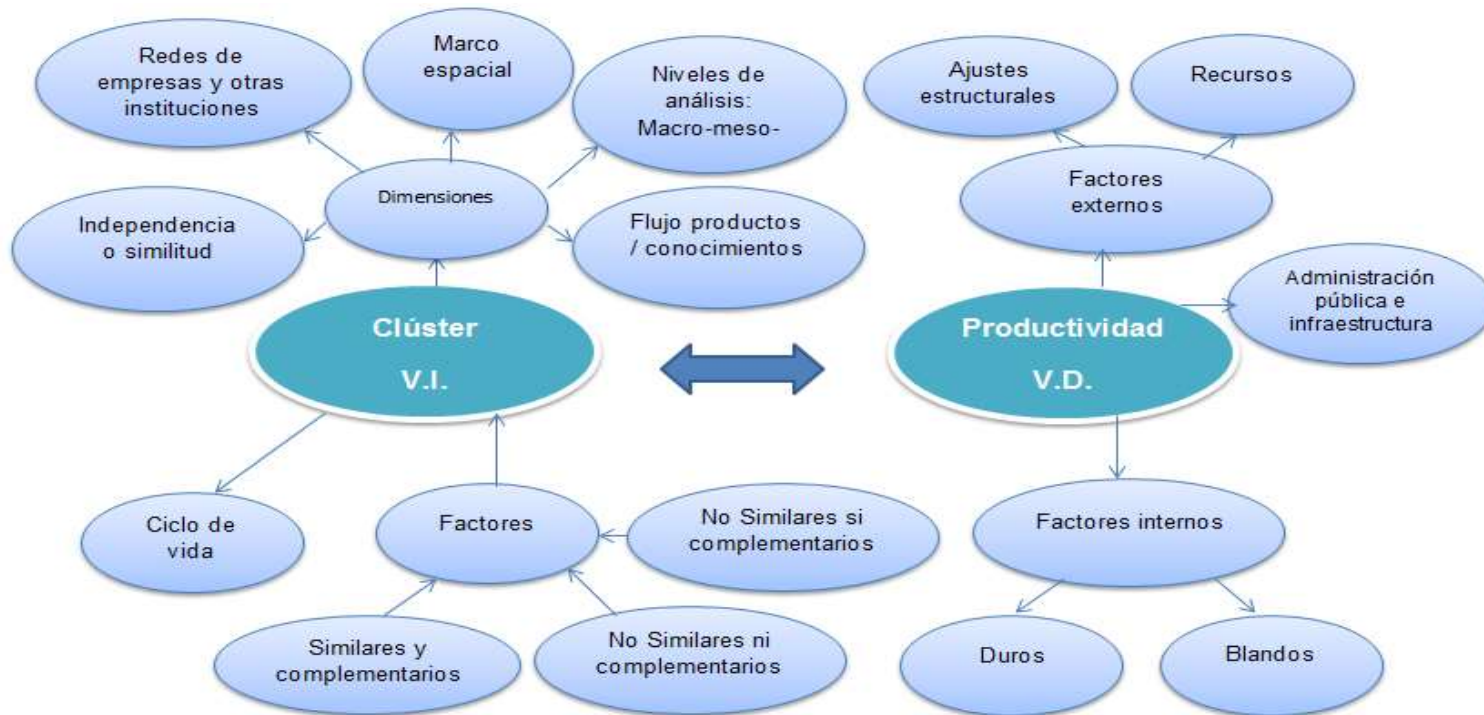 Redes de
empresas y otras
instituciones
Marco
espacial
Niveles de
análisis:
Macro-meso-
Dimensiones
Independencia
o similitud
Flujo productos
/ conocimientos
Clúster
V.I.
Ciclo de
vida
Factores
No Similares si
complementarios
Similares y
complementarios
No Similares ni
complementarios
Ajustes
estructurales
Recursos
Factores
externos
Administración
pública e
infraestructura
Productividad
V.D.
Factores internos
Duros
Blandos